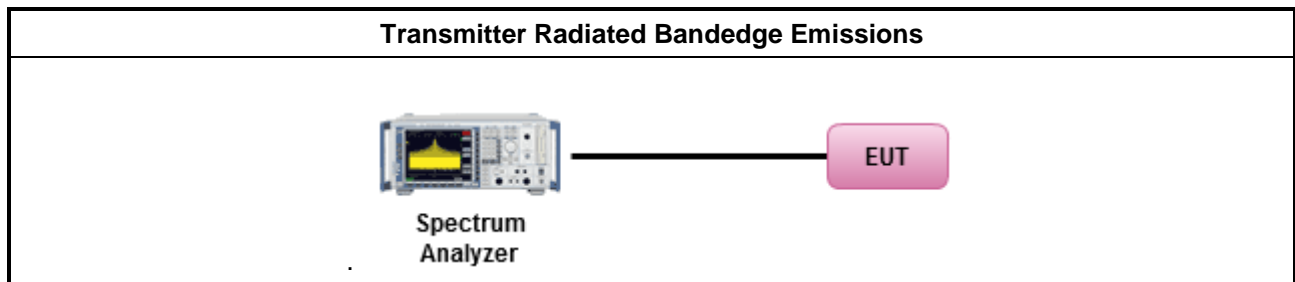 Transmitter Radiated Bandedge Emissions
EUT
Spectrum
Analyzer
.